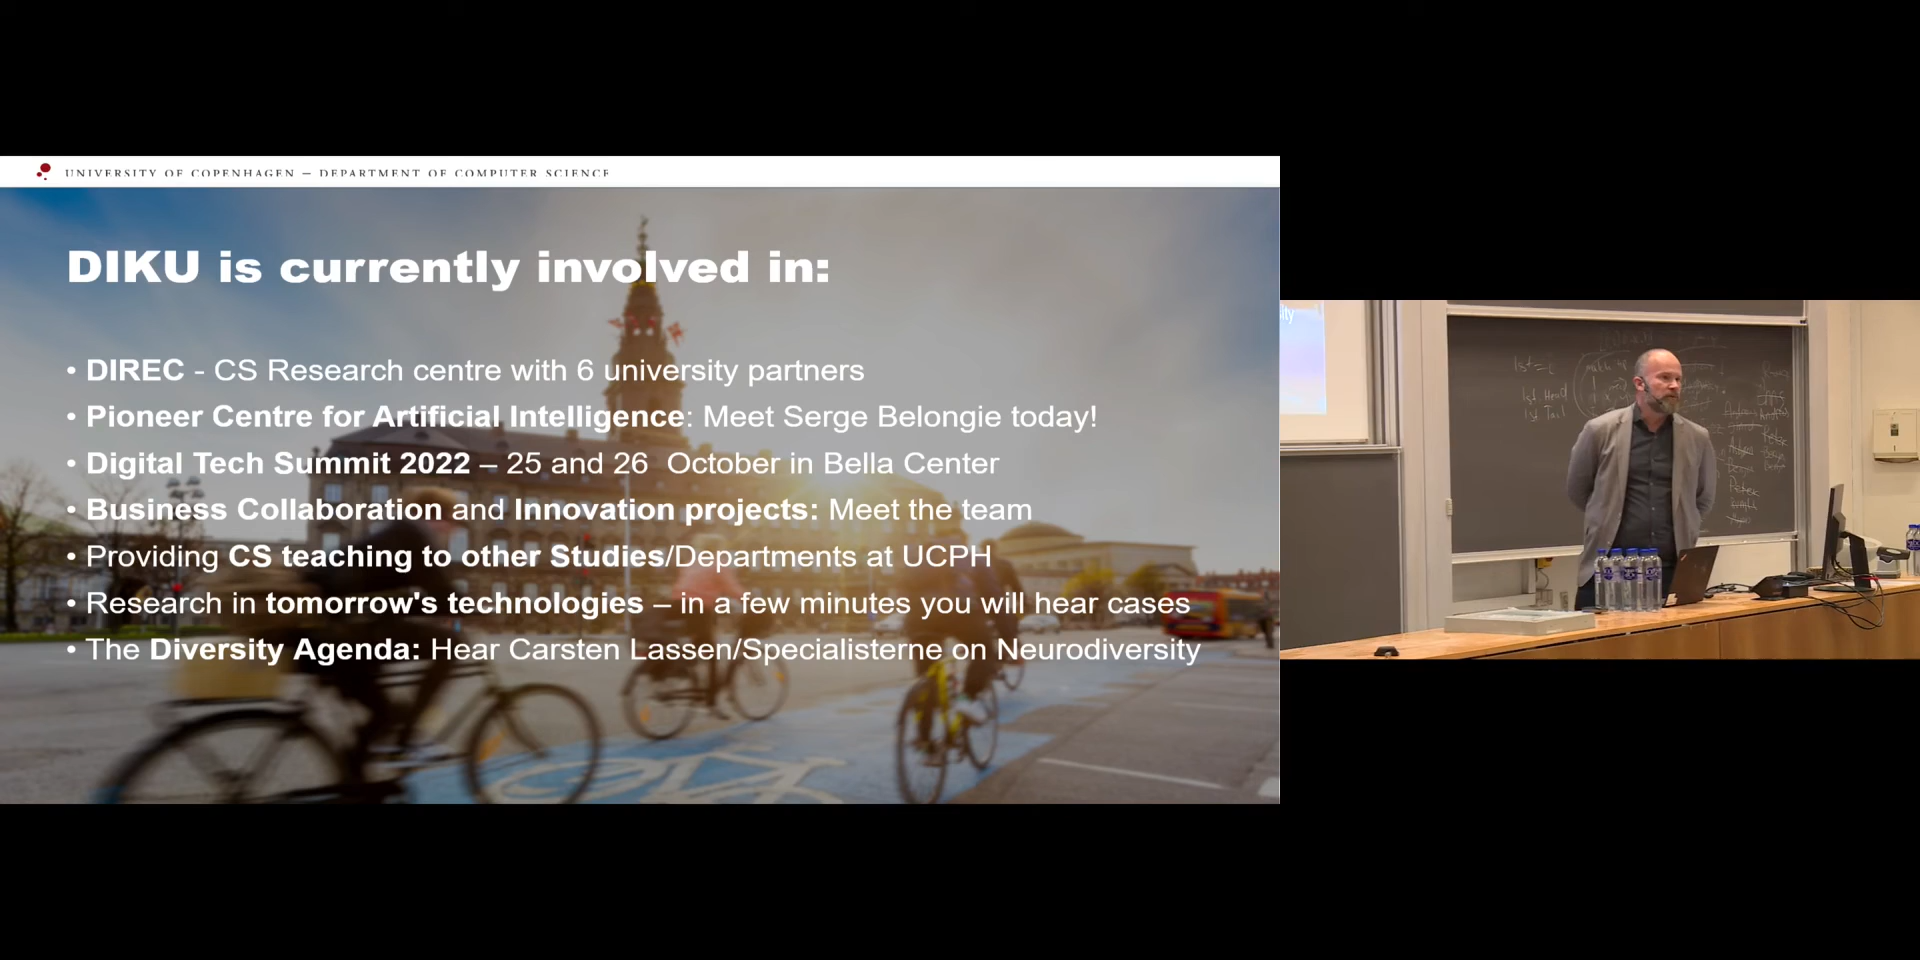 UNIVERSITY OF COPENHAGEN – DEPARTMENT OF COMPUTER SCIENCE
DIKU is currently involved in:
• DIREC - CS Research centre with 6 university partners
• Pioneer Centre for Artificial Intelligence: Meet Serge Belongie today!
• Digital Tech Summit 2022 – 25 and 26 October in Bella Center
• Business Collaboration and Innovation projects: Meet the team
• Providing CS teaching to other Studies/Departments at UCPH
• Research in tomorrow's technologies – in a few minutes you will hear cases
• The Diversity Agenda: Hear Carsten Lassen/Specialisterne on Neurodiversity